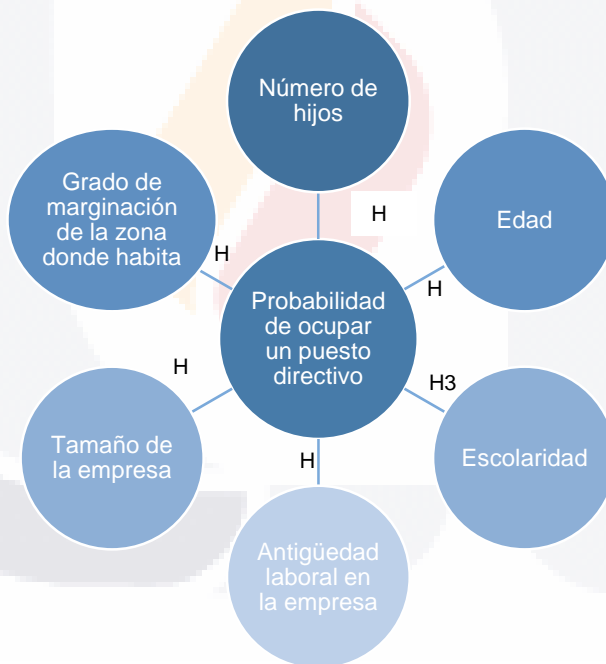 Número de
hijos
Grado de
marginación
de la zona
donde habita
H
H
Edad
H
Probabilidad
de ocupar
un puesto
directivo
H
H3
Tamaño de
la empresa
Escolaridad
H
Antigüedad
laboral en
la empresa